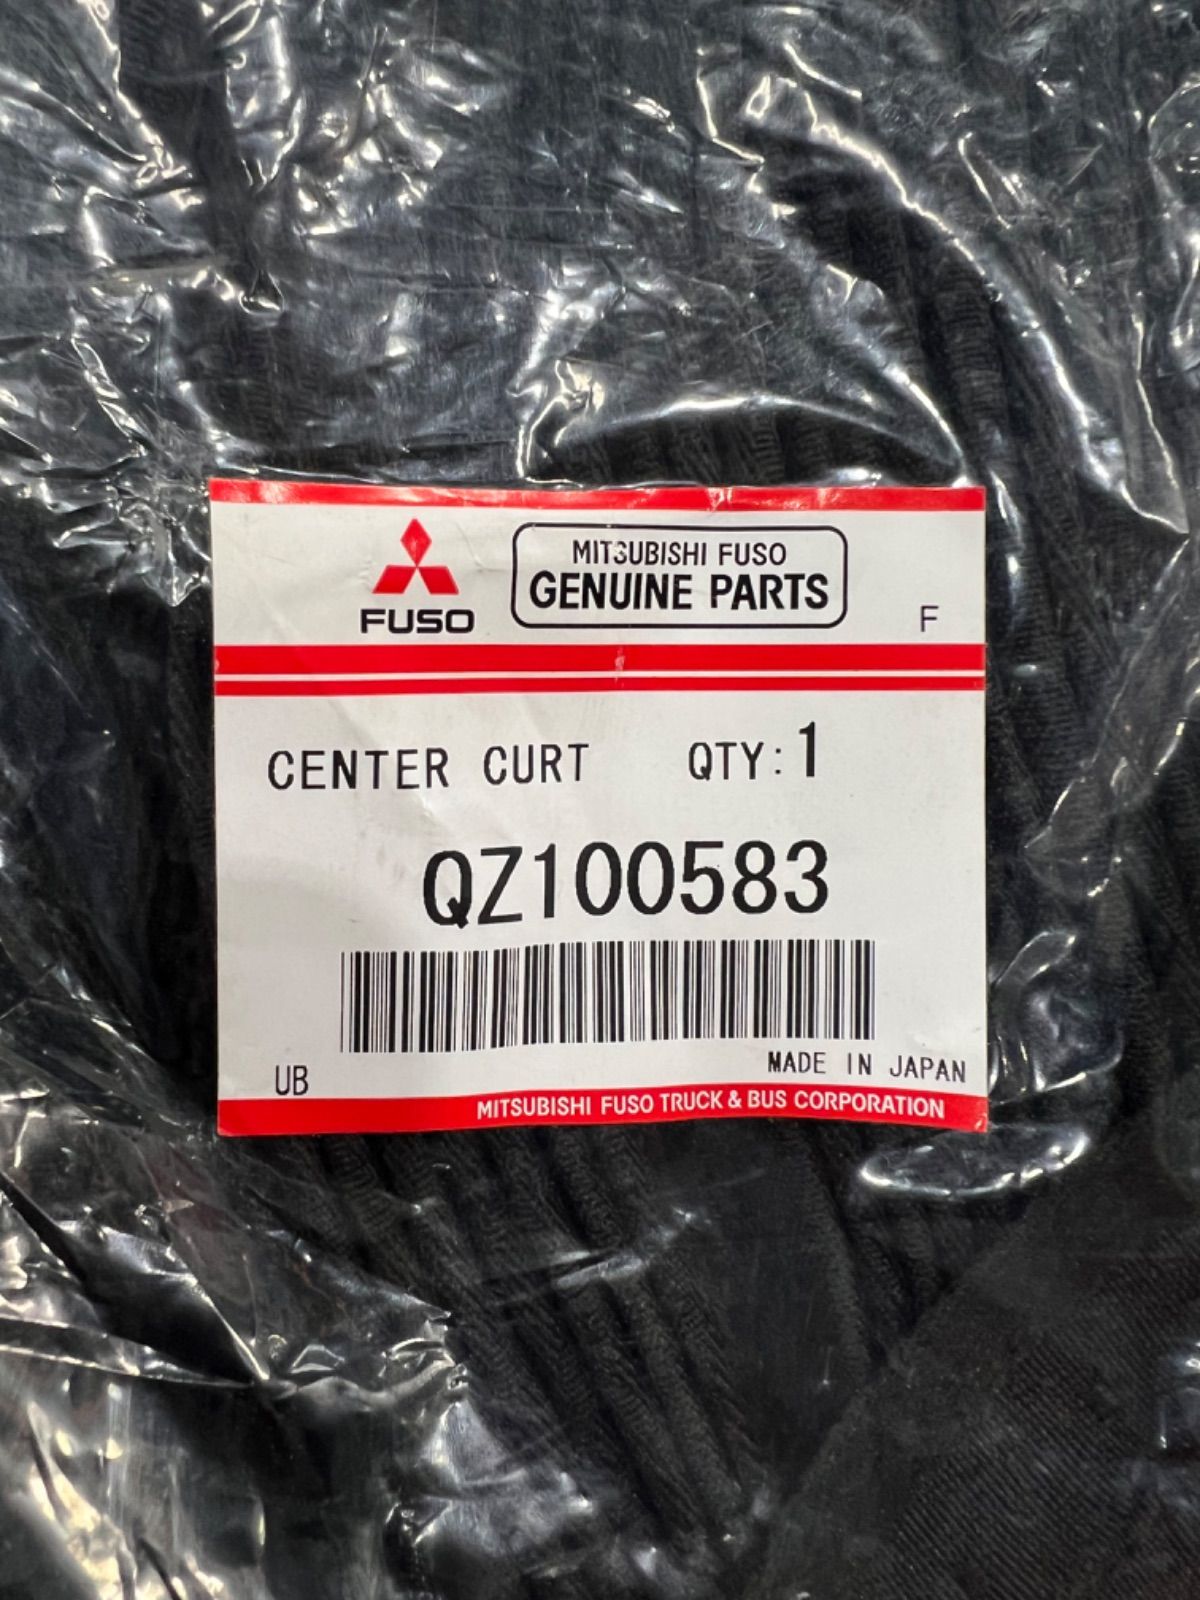 MITSUBISHI FUSO
GENUINE PARTS
FUSO
F
CENTER CURT QTY:1
QZ100583
UB
MADE IN JAPAN
MITSUBISHI FUSO TRUCK & BUS CORPORATION